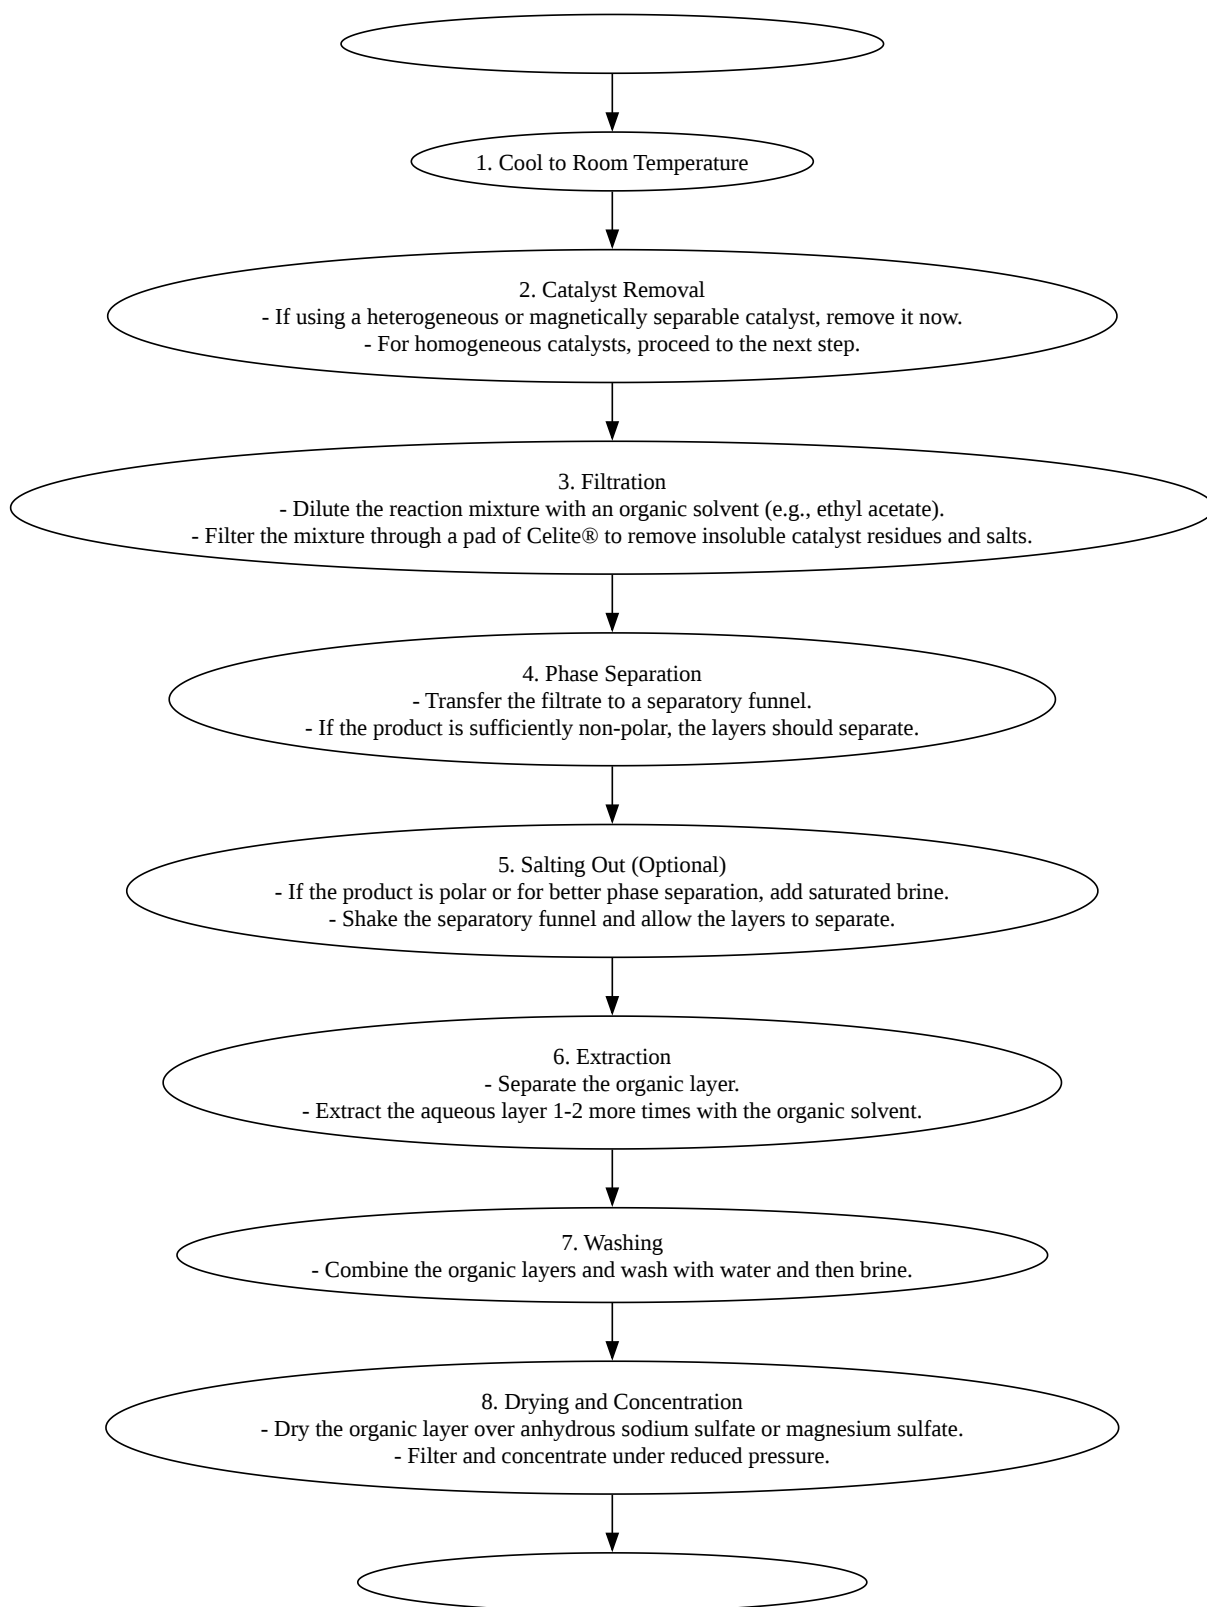 1. Cool to Room Temperature
2. Catalyst Removal
- If using a heterogeneous or magnetically separable catalyst, remove it now.
- For homogeneous catalysts, proceed to the next step.
3. Filtration
- Dilute the reaction mixture with an organic solvent (e.g., ethyl acetate).
- Filter the mixture through a pad of Celite® to remove insoluble catalyst residues and salts.
4. Phase Separation
- Transfer the filtrate to a separatory funnel.
- If the product is sufficiently non-polar, the layers should separate.
5. Salting Out (Optional)
- If the product is polar or for better phase separation, add saturated brine.
- Shake the separatory funnel and allow the layers to separate.
6. Extraction
- Separate the organic layer.
- Extract the aqueous layer 1-2 more times with the organic solvent.
7. Washing
- Combine the organic layers and wash with water and then brine.
8. Drying and Concentration
- Dry the organic layer over anhydrous sodium sulfate or magnesium sulfate.
- Filter and concentrate under reduced pressure.